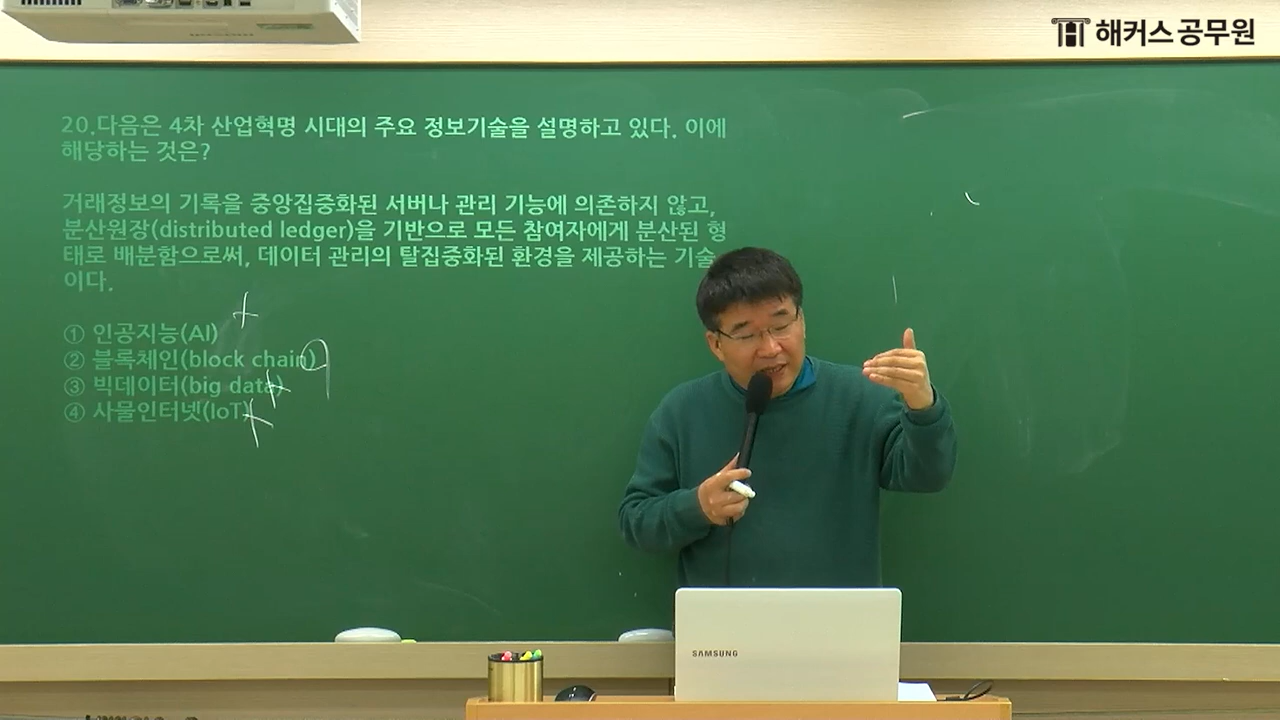 해커스 공무원
20.다음은 4차 산업혁명 시대의 주요 정보기술을 설명하고 있다. 이에
해당하는 것은?
거래정보의 기록을 중앙집중화된 서버나 관리 기능에 의존하지 않고,
분산원장(distributed ledger)을 기반으로 모든 참여자에게 분산된 형
태로 배분함으로써, 데이터 관리의 탈집중화된 환경을 제공하는 기술
이다.
① 인공지능(AI)
② 블록체인(block chain)
③ 빅데이터(big data)
④ 사물인터넷(IoT)
SAMSUNG